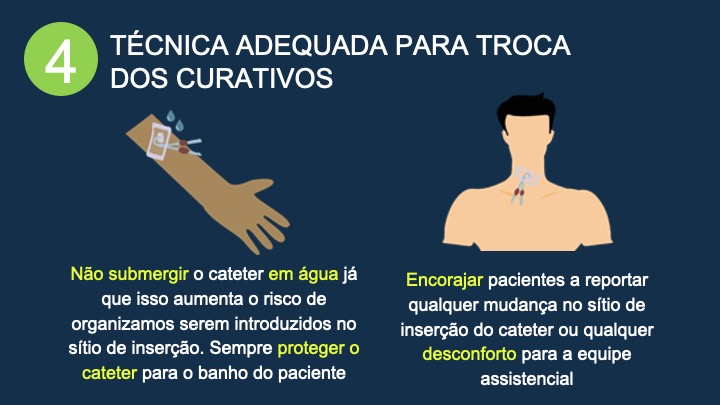 4
TÉCNICA ADEQUADA PARA TROCA
DOS CURATIVOS
Não submergir o cateter em água já
que isso aumenta o risco de
organizamos serem introduzidos no
sítio de inserção. Sempre proteger o
cateter para o banho do paciente
Encorajar pacientes a reportar
qualquer mudança no sítio de
inserção do cateter ou qualquer
desconforto para a equipe
assistencial